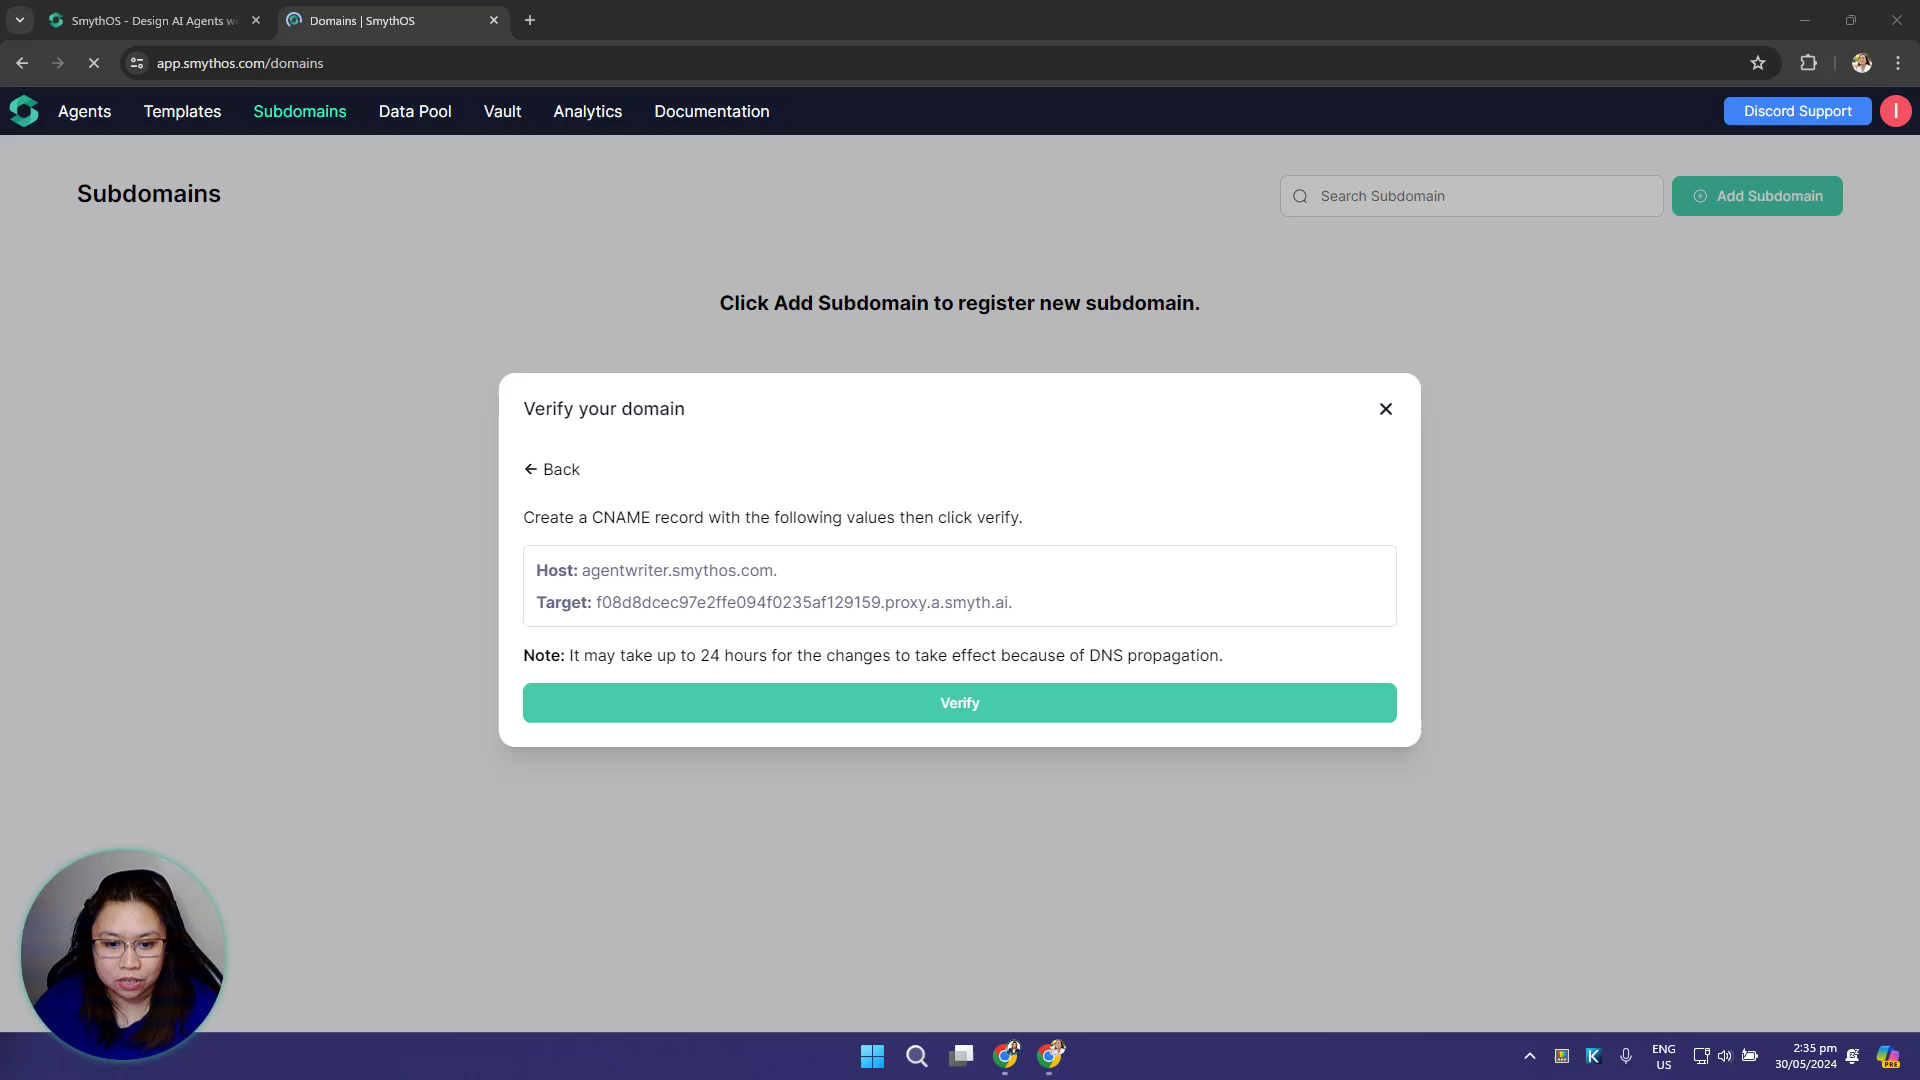 SmythOS - Design AI Agents w
Domains | SmythOS
app.smythos.com/domains
Agents
Templates
Subdomains
Data Pool
Vault
Analytics
Documentation
Discord Support
I
Subdomains
Search Subdomain
Add Subdomain
Click Add Subdomain to register new subdomain.
Verify your domain
Back
Create a CNAME record with the following values then click verify.
Host: agentwriter.smythos.com.
Target: f08d8dcec97e2ffe094f0235af129159.proxy.a.smyth.ai.
Note: It may take up to 24 hours for the changes to take effect because of DNS propagation.
Verify
K
ENG
US
2:35 pm
30/05/2024
PRE